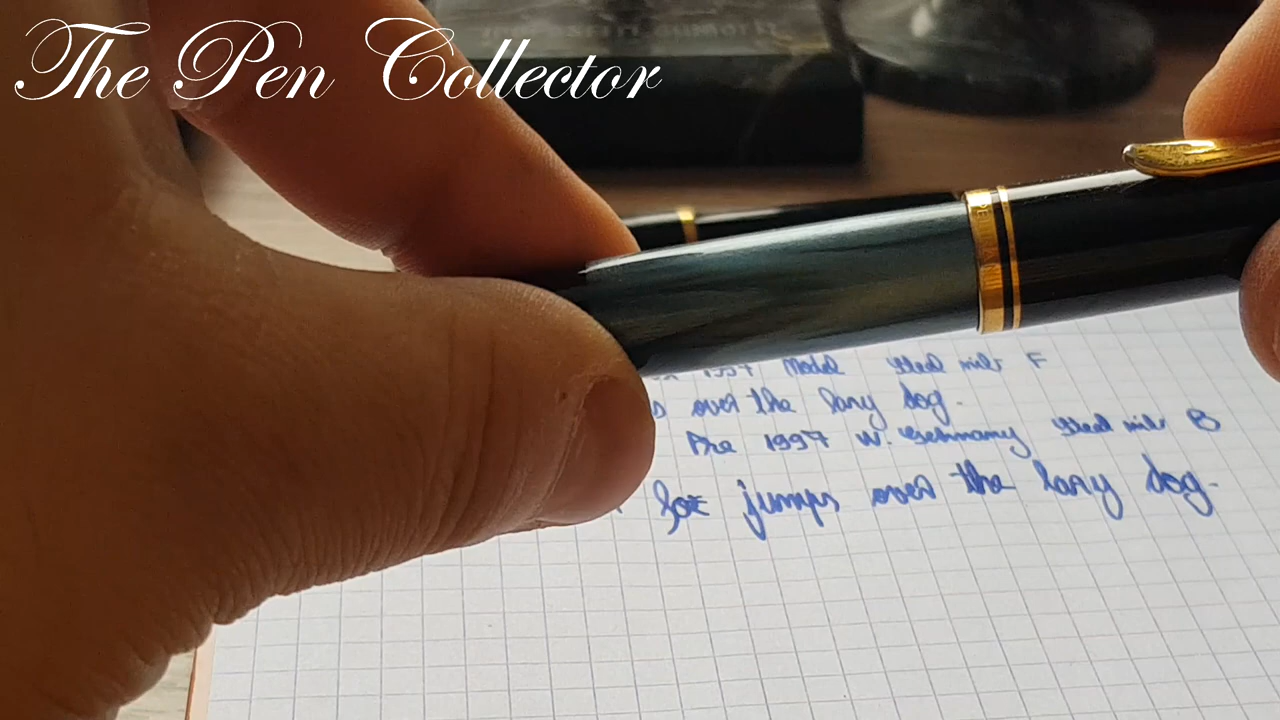 The Pen Collector
1997 Model Steel nib F
over the lazy dog.
Pre 1997 W. Germany Steel nib B
fox jumps over the lazy dog.